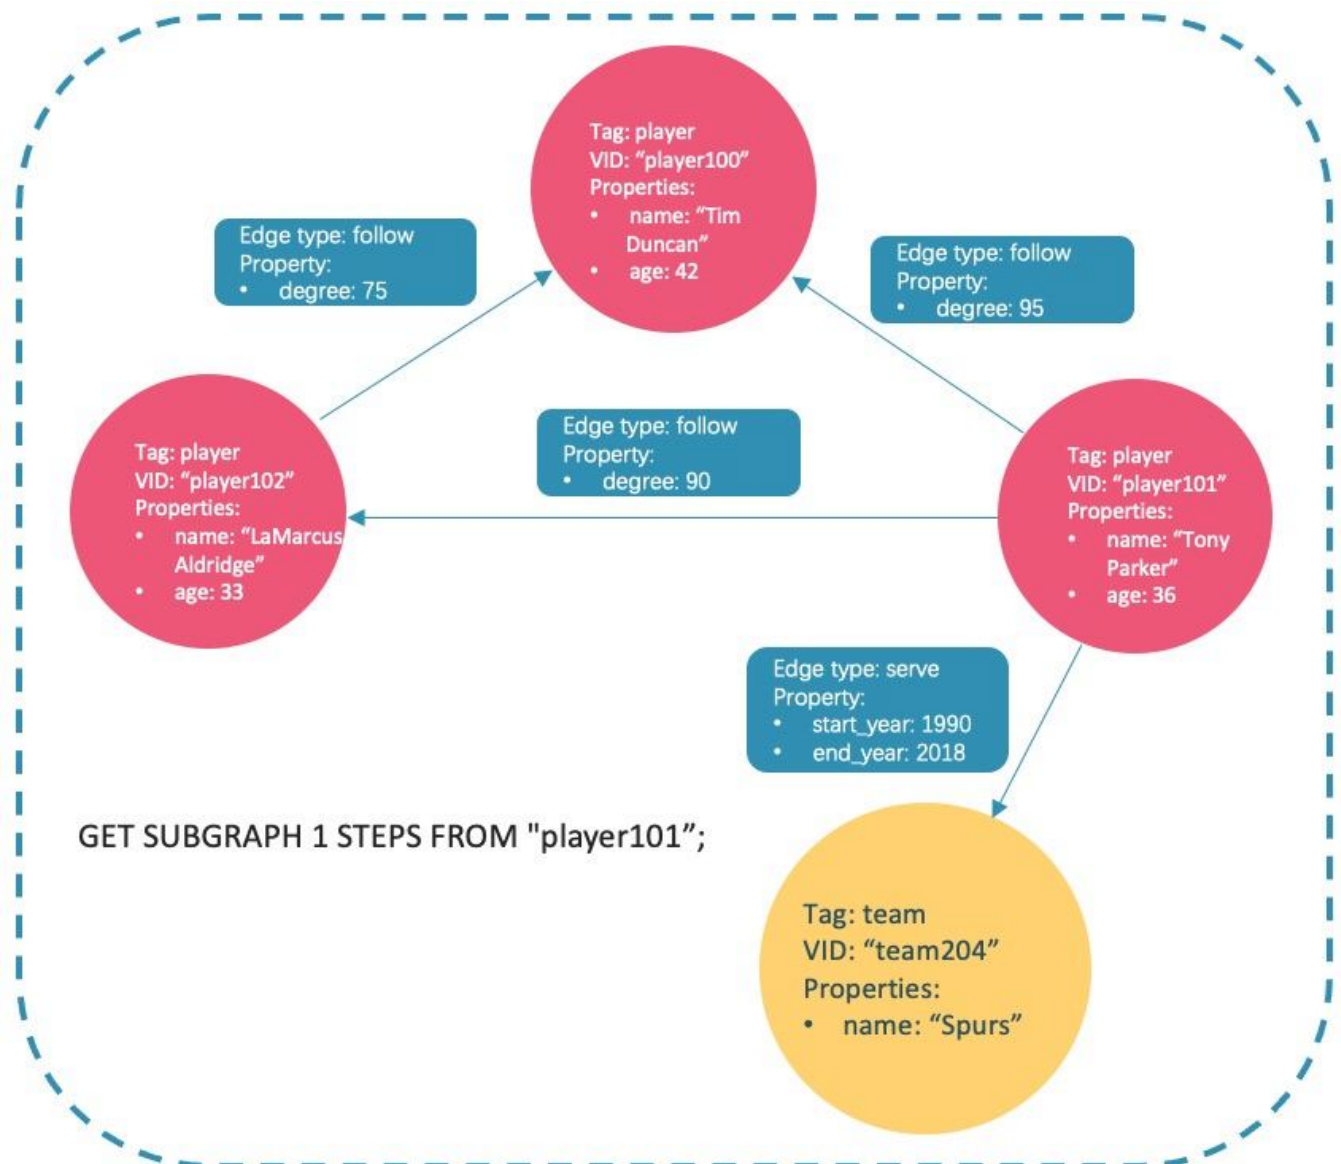 Tag: player
VID: “player100”
Properties:
• name: “Tim
Duncan”
• age: 42
Edge type: follow
Property:
• degree: 75
Edge type: follow
Property:
• degree: 95
Edge type: follow
Property:
• degree: 90
Tag: player
VID: “player102”
Properties:
• name: “LaMarcus
Aldridge”
• age: 33
Tag: player
VID: “player101”
Properties:
• name: “Tony
Parker”
• age: 36
Edge type: serve
Property:
• start_year: 1990
• end_year: 2018
GET SUBGRAPH 1 STEPS FROM "player101”;
Tag: team
VID: “team204”
Properties:
• name: “Spurs”